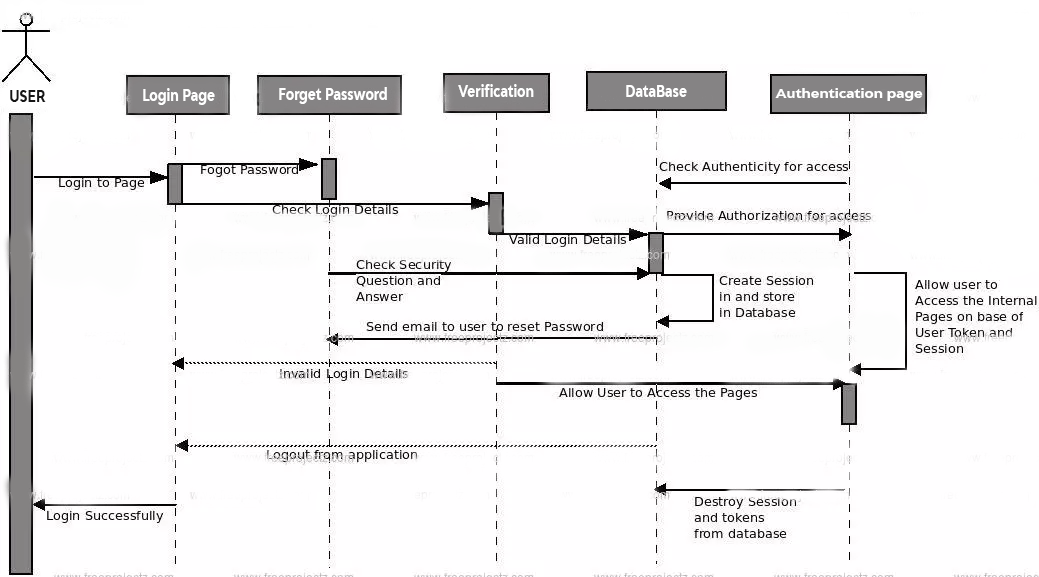 USER
Login Page
Forget Password
Verification
DataBase
Authentication page
Check Authenticity for access
Fogot Password
Login to Page
Check Login Details
Provide Authorization for access
Valid Login Details
Check Security
Question and
Answer
Create Session
in and store
in Database
Allow user to
Access the Internal
Pages on base of
User Token and
Session
Send email to user to reset Password
Invalid Login Details
Allow User to Access the Pages
Logout from application
Destroy Session
and tokens
from database
Login Successfully
www.freeprojectz.com